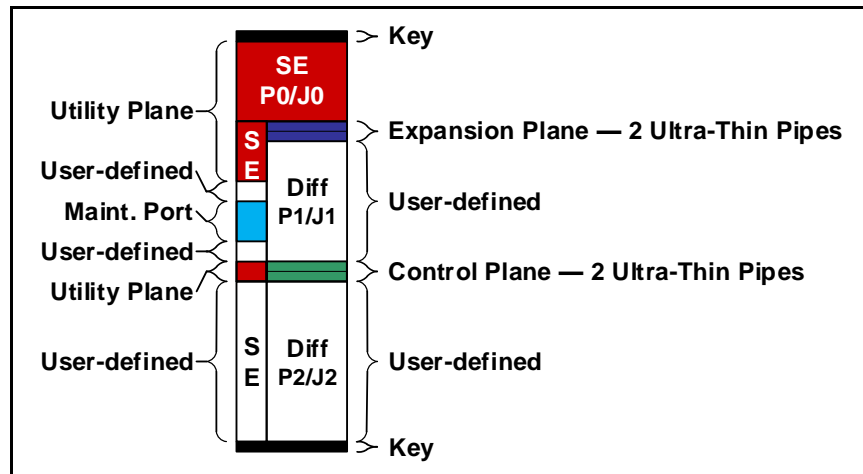 Key
SE
P0/J0
Utility Plane
Expansion Plane — 2 Ultra-Thin Pipes
S
E
User-defined
Diff
P1/J1
User-defined
Maint. Port
User-defined
Control Plane — 2 Ultra-Thin Pipes
Utility Plane
User-defined
S
E
Diff
P2/J2
User-defined
Key